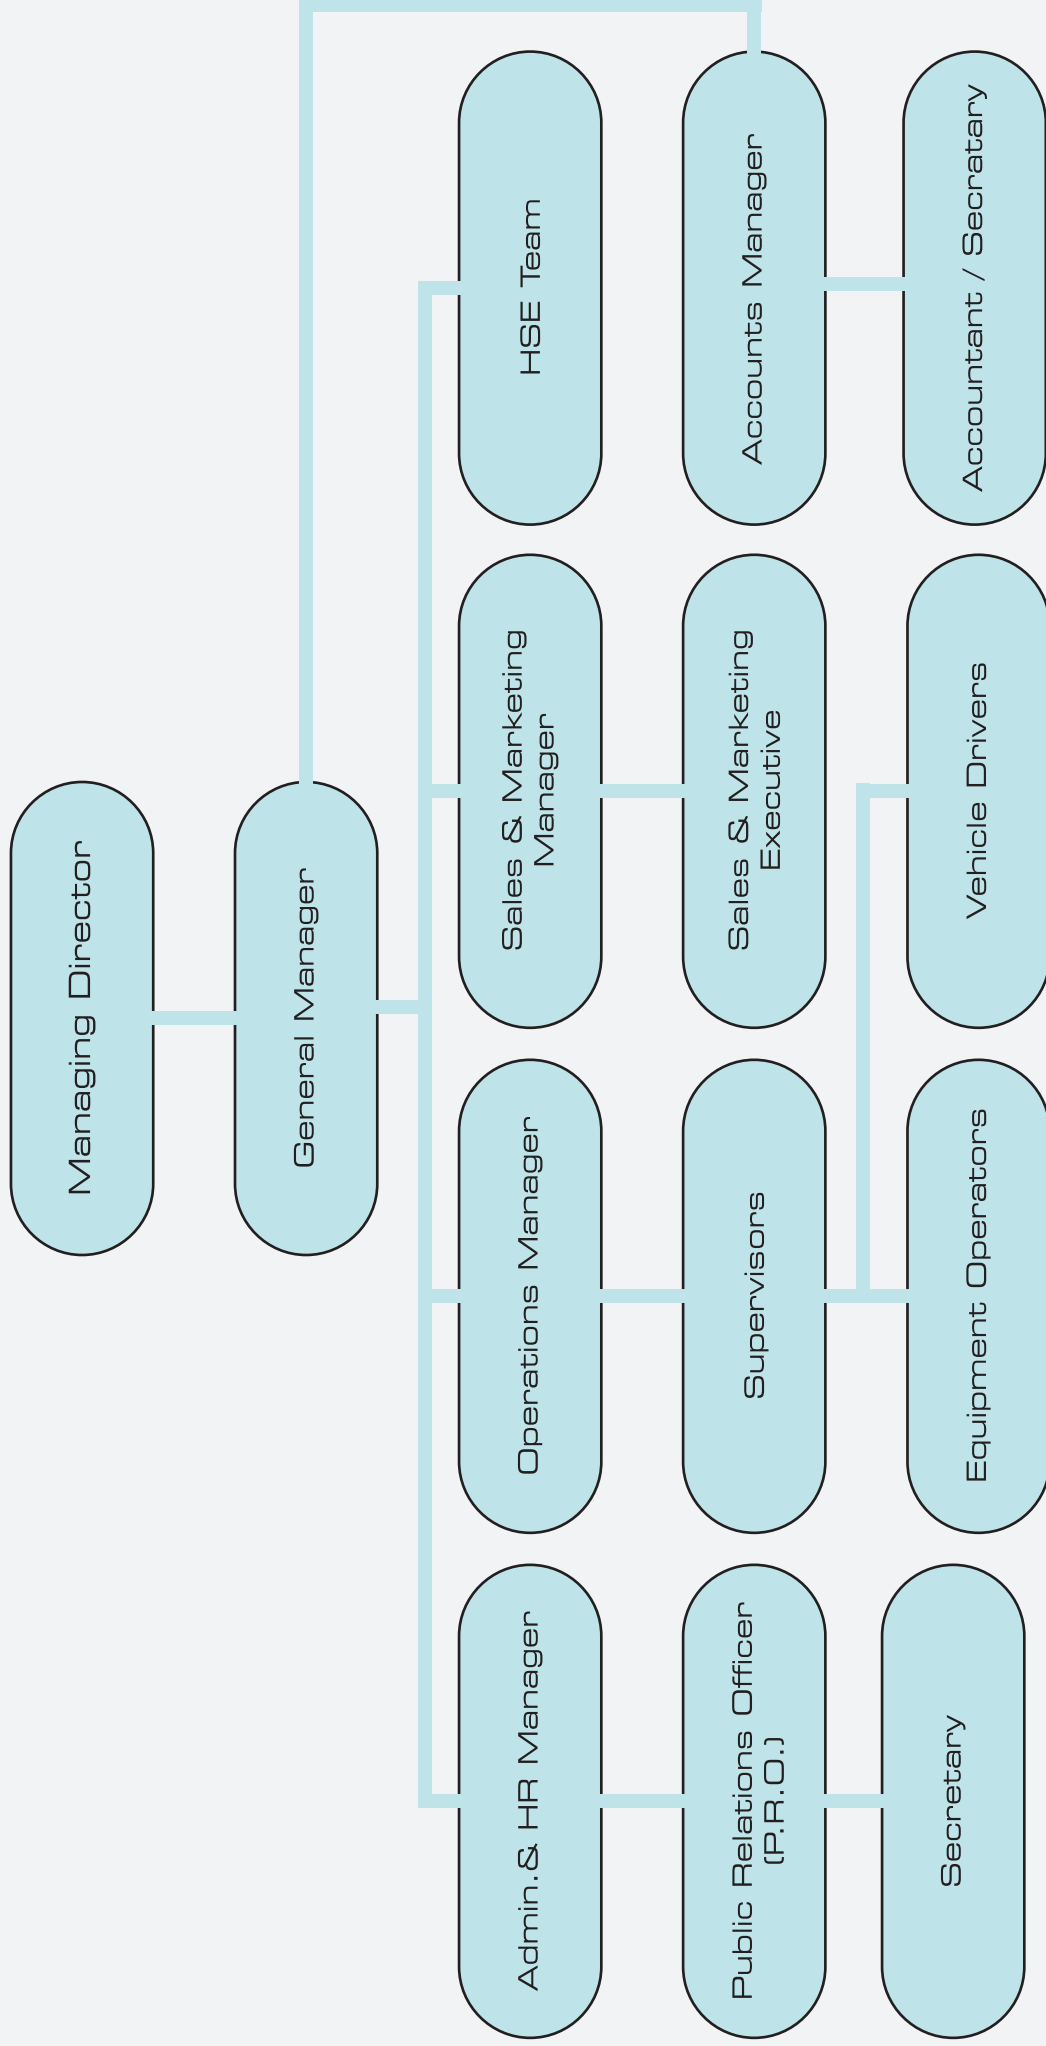 Managing Director
General Manager
Admin.& HR Manager
Operations Manager
Sales & Marketing
Manager
HSE Team
Public Relations Officer
(P.R.O.)
Supervisors
Sales & Marketing
Executive
Accounts Manager
Secretary
Equipment Operators
Vehicle Drivers
Accountant / Secratary